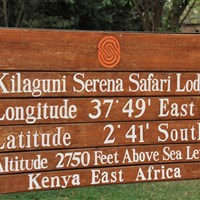 Kilaguni Serena Safari Lod
Longitude 37°49' East
Latitude 2°41' South
Altitude 2750 Feet Above Sea Le
Kenya East Africa